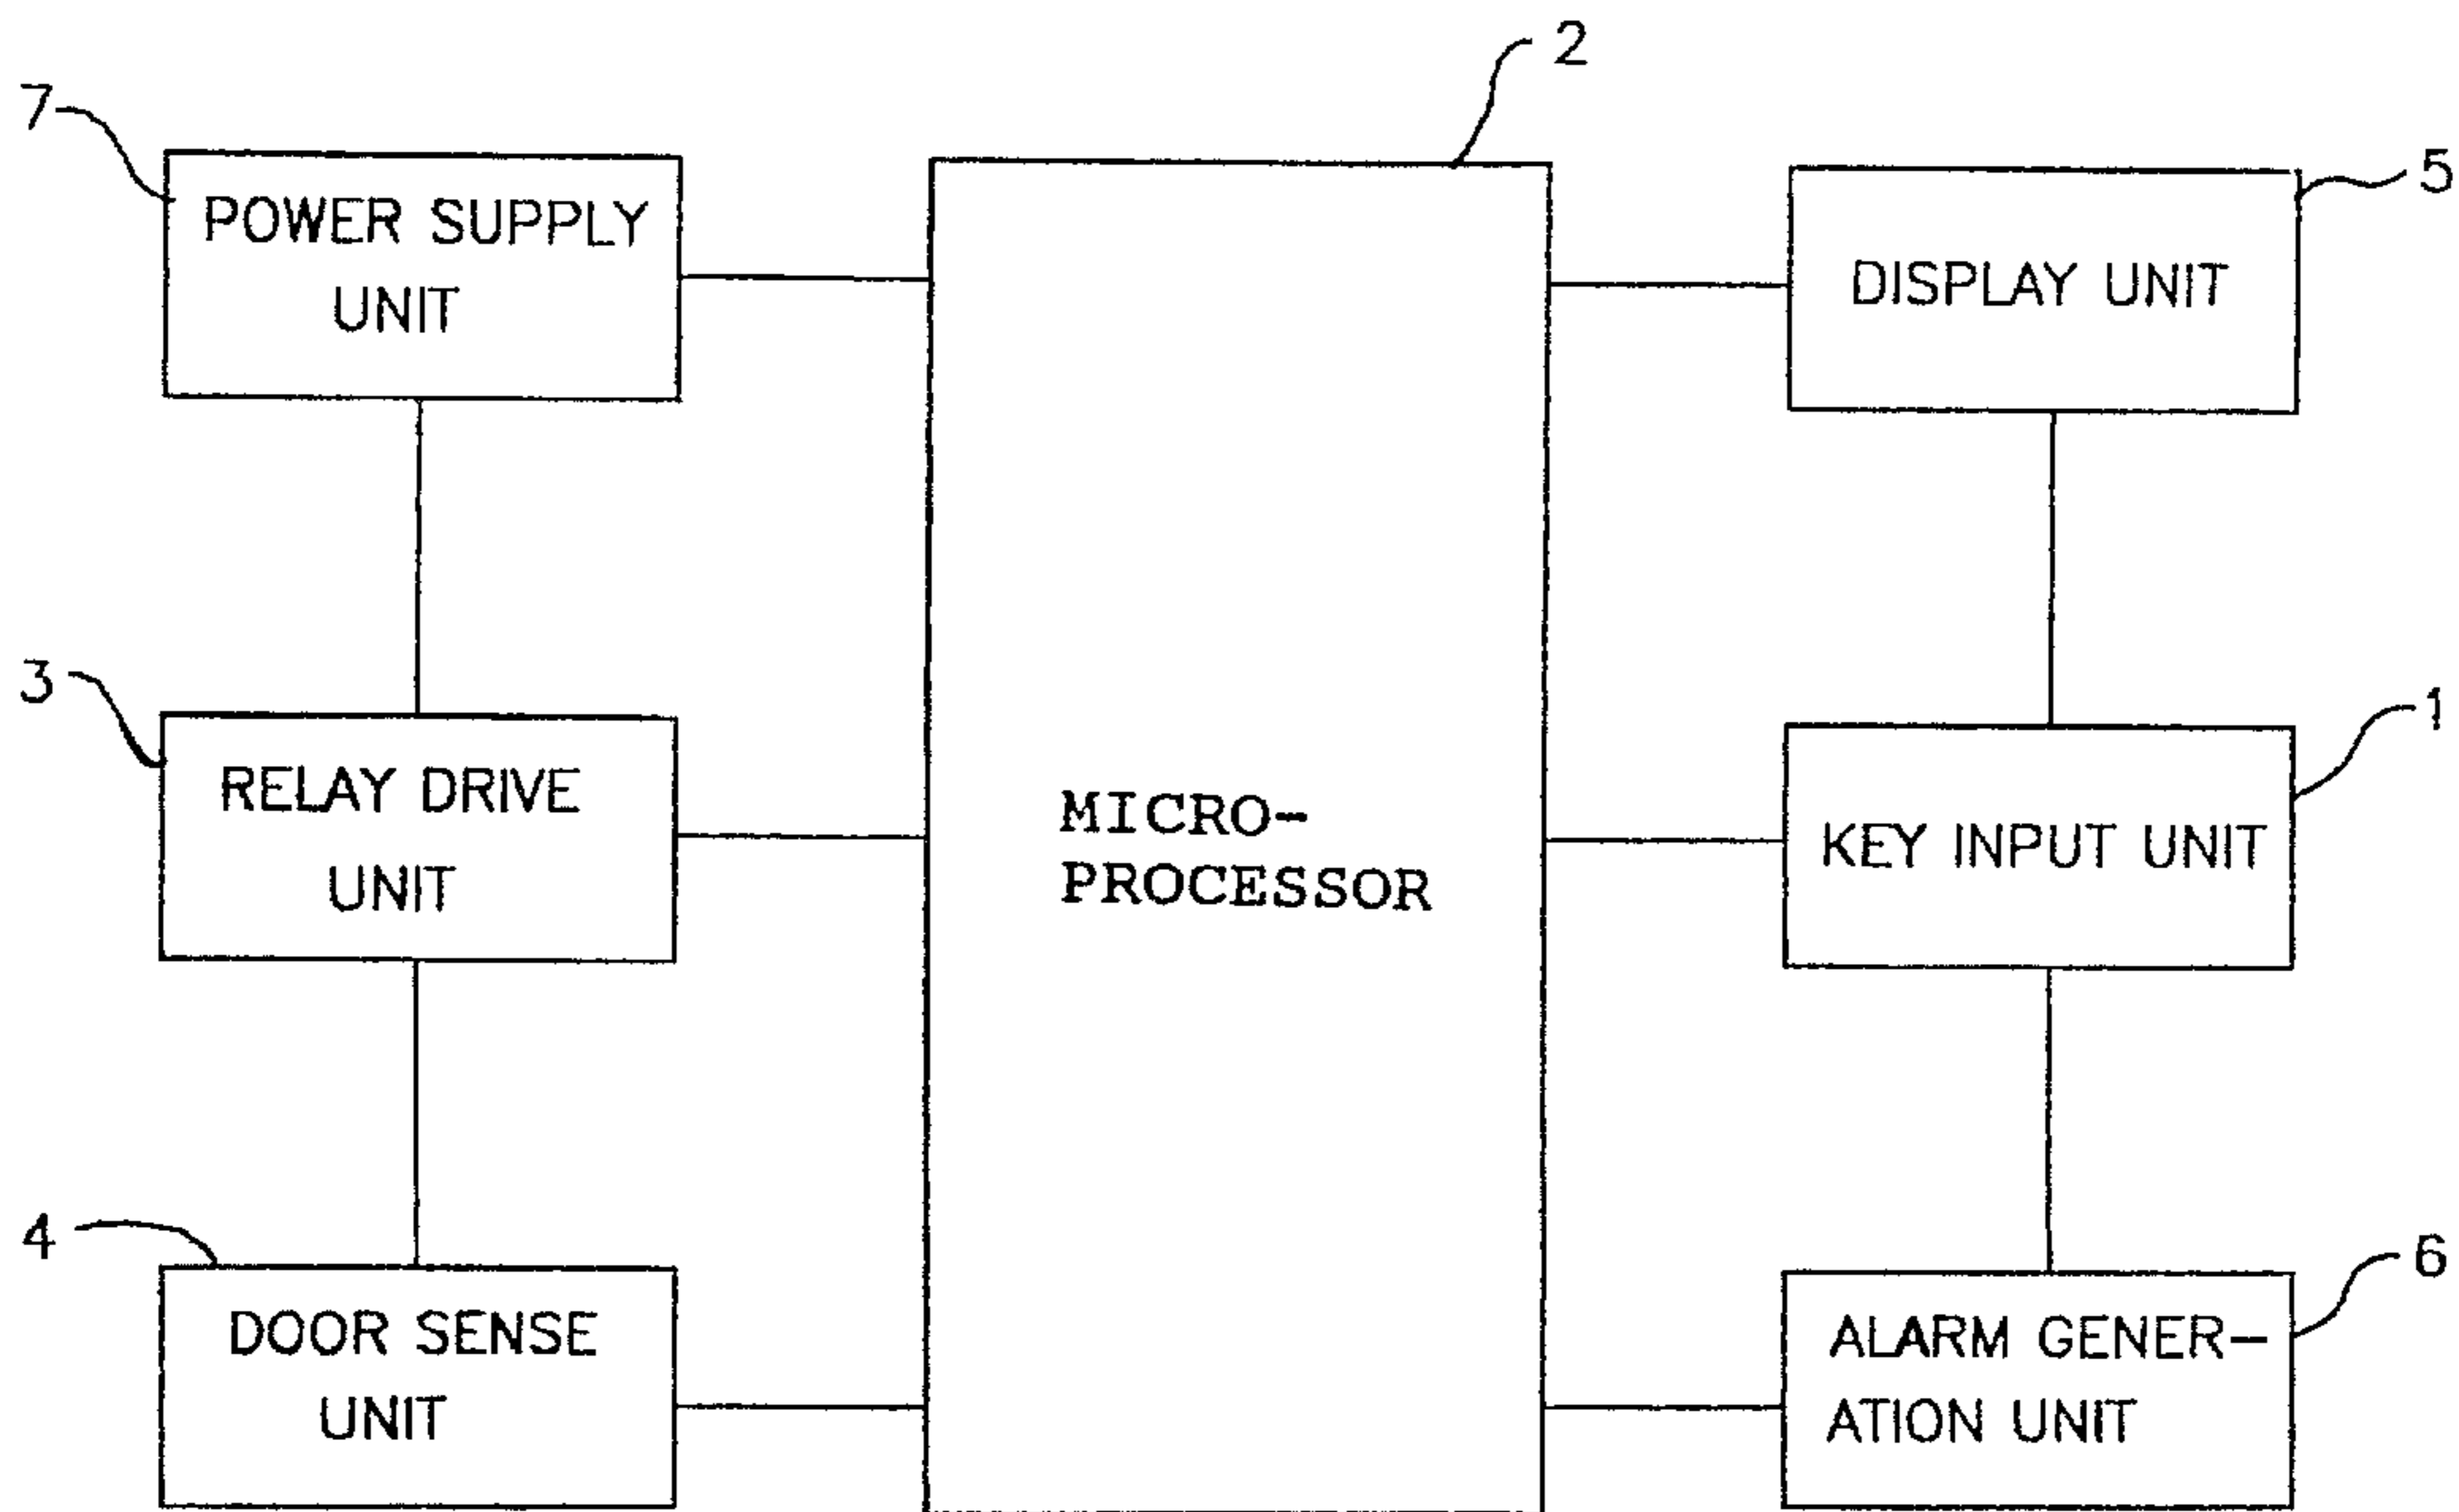 2
7
5
POWER SUPPLY
UNIT
DISPLAY UNIT
3
1
RELAY DRIVE
UNIT
MICRO-
PROCESSOR
KEY INPUT UNIT
4
6
DOOR SENSE
UNIT
ALARM GENER-
ATION UNIT